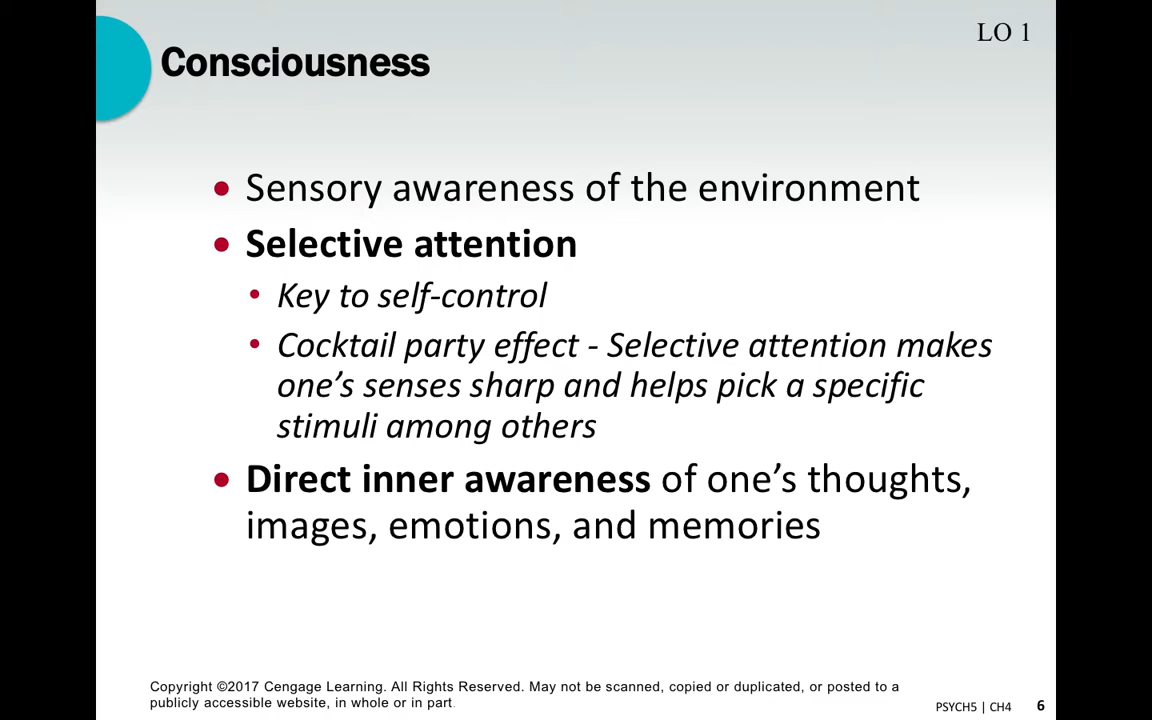 LO 1
Consciousness
• Sensory awareness of the environment
• Selective attention
• Key to self-control
• Cocktail party effect - Selective attention makes
one’s senses sharp and helps pick a specific
stimuli among others
• Direct inner awareness of one’s thoughts,
images, emotions, and memories
Copyright ©2017 Cengage Learning. All Rights Reserved. May not be scanned, copied or duplicated, or posted to a
publicly accessible website, in whole or in part.
PSYCH5 | CH4 6